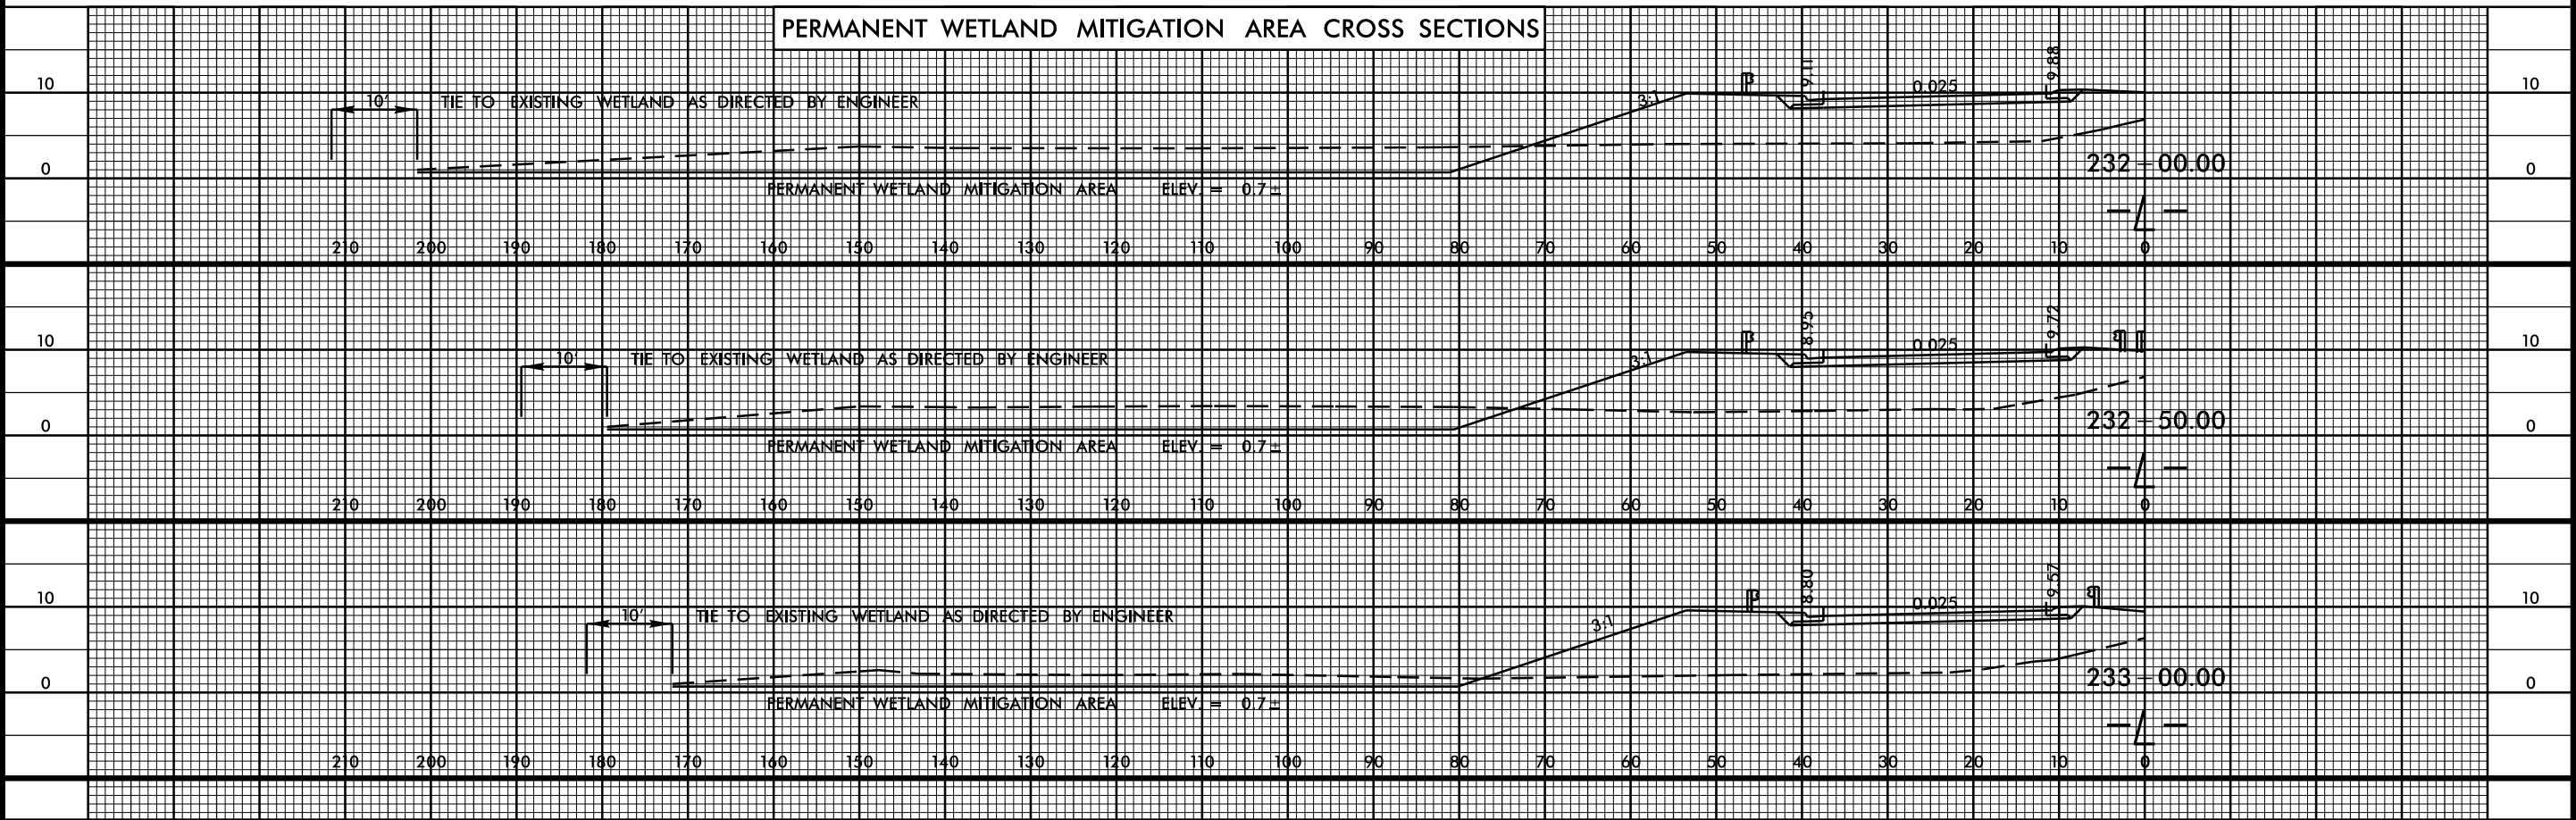 PERMANENT WETLAND MITIGATION AREA CROSS SECTIONS
10 10
10' TIE TO EXISTING WETLAND AS DIRECTED BY ENGINEER 3:1 9.11 0.025 9.88
0 232+00.00 0
PERMANENT WETLAND MITIGATION AREA ELEV. = 0.7±
210 200 190 180 170 160 150 140 130 120 110 100 90 80 70 60 50 40 30 20 10 0
10 10
10' TIE TO EXISTING WETLAND AS DIRECTED BY ENGINEER 3:1 8.95 0.025 9.72
0 232+50.00 0
PERMANENT WETLAND MITIGATION AREA ELEV. = 0.7±
210 200 190 180 170 160 150 140 130 120 110 100 90 80 70 60 50 40 30 20 10 0
10 10
10' TIE TO EXISTING WETLAND AS DIRECTED BY ENGINEER 3:1 8.80 0.025 9.57
0 233+00.00 0
PERMANENT WETLAND MITIGATION AREA ELEV. = 0.7±
210 200 190 180 170 160 150 140 130 120 110 100 90 80 70 60 50 40 30 20 10 0